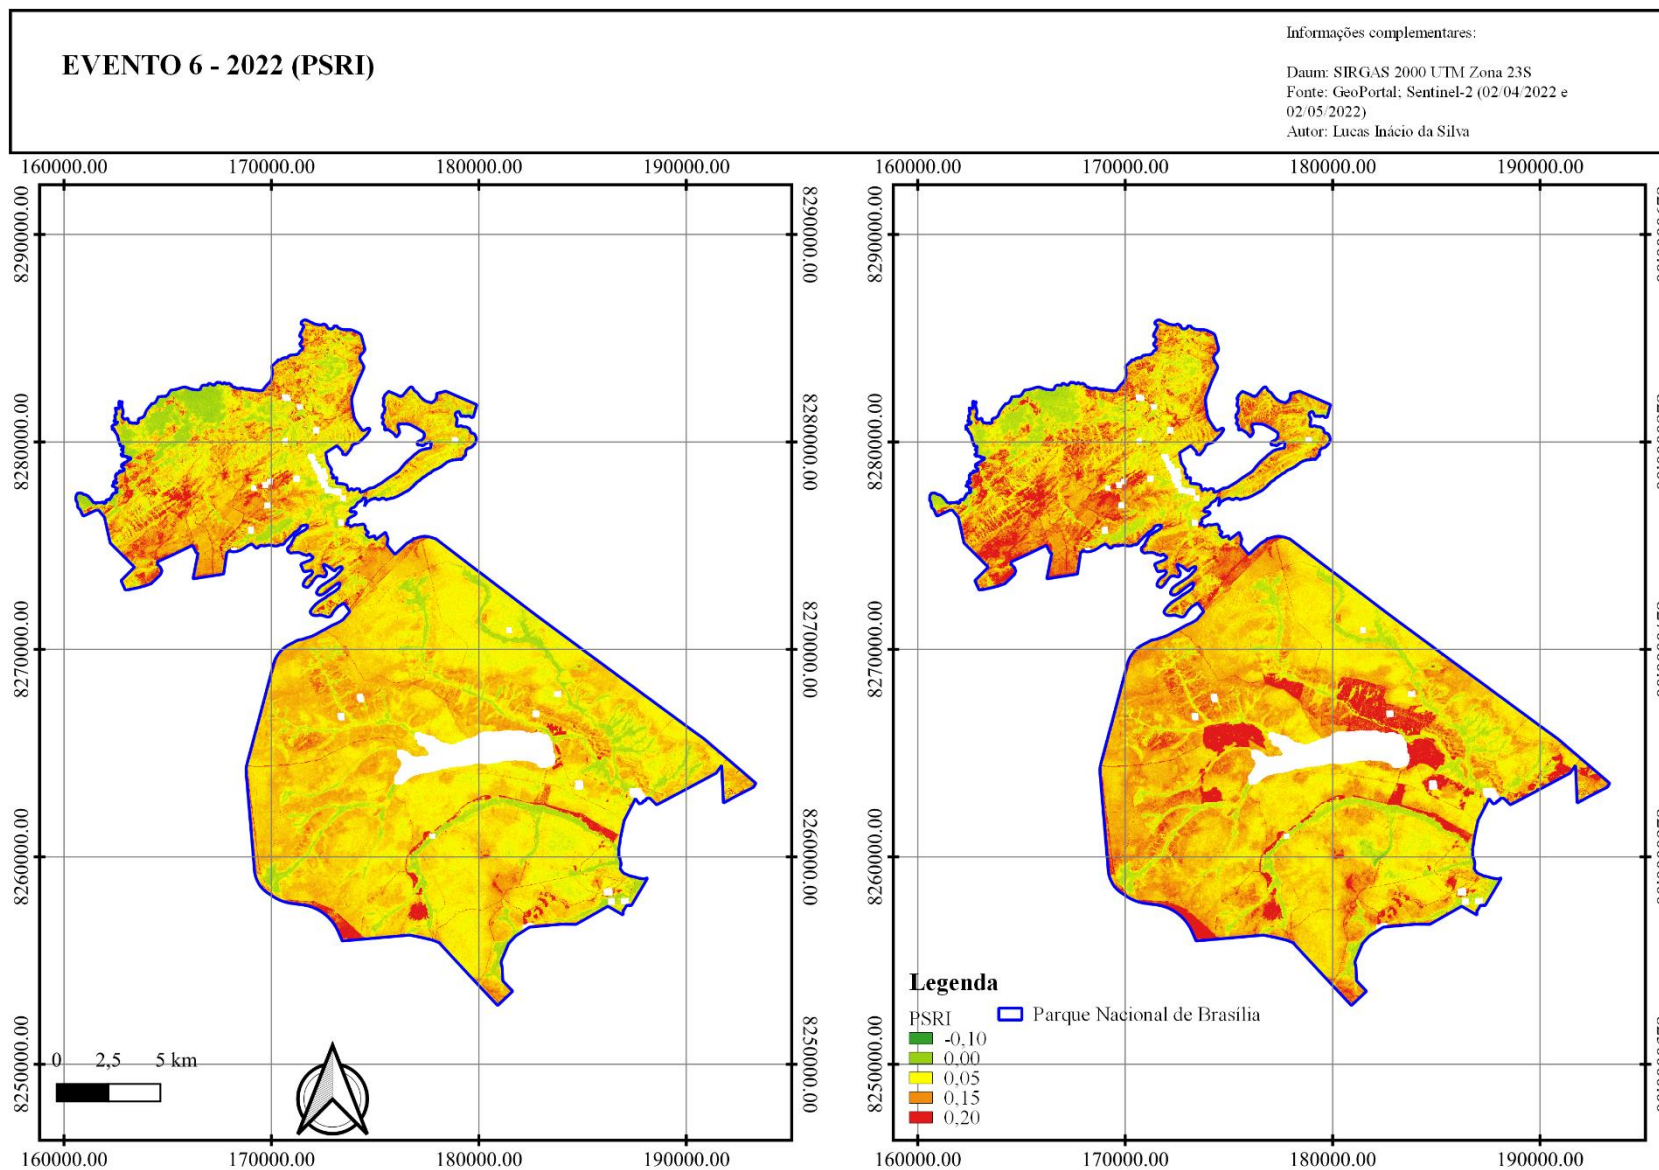 EVENTO 6 - 2022 (PSRI)
Informações complementares:
Daum: SIRGAS 2000 UTM Zona 23S
Fonte: GeoPortal; Sentinel-2 (02/04/2022 e
02/05/2022)
Autor: Lucas Inácio da Silva
160000.00 170000.00 180000.00 190000.00
160000.00 170000.00 180000.00 190000.00
8290000.00
8280000.00
8270000.00
8260000.00
8250000.00
8290000.00
8280000.00
8270000.00
8260000.00
8250000.00
8290000.00
8280000.00
8270000.00
8260000.00
8250000.00
Legenda
Parque Nacional de Brasília
PSRI
-0,10
0,00
0,05
0,15
0,20
0 2,5 5 km
160000.00 170000.00 180000.00 190000.00
160000.00 170000.00 180000.00 190000.00